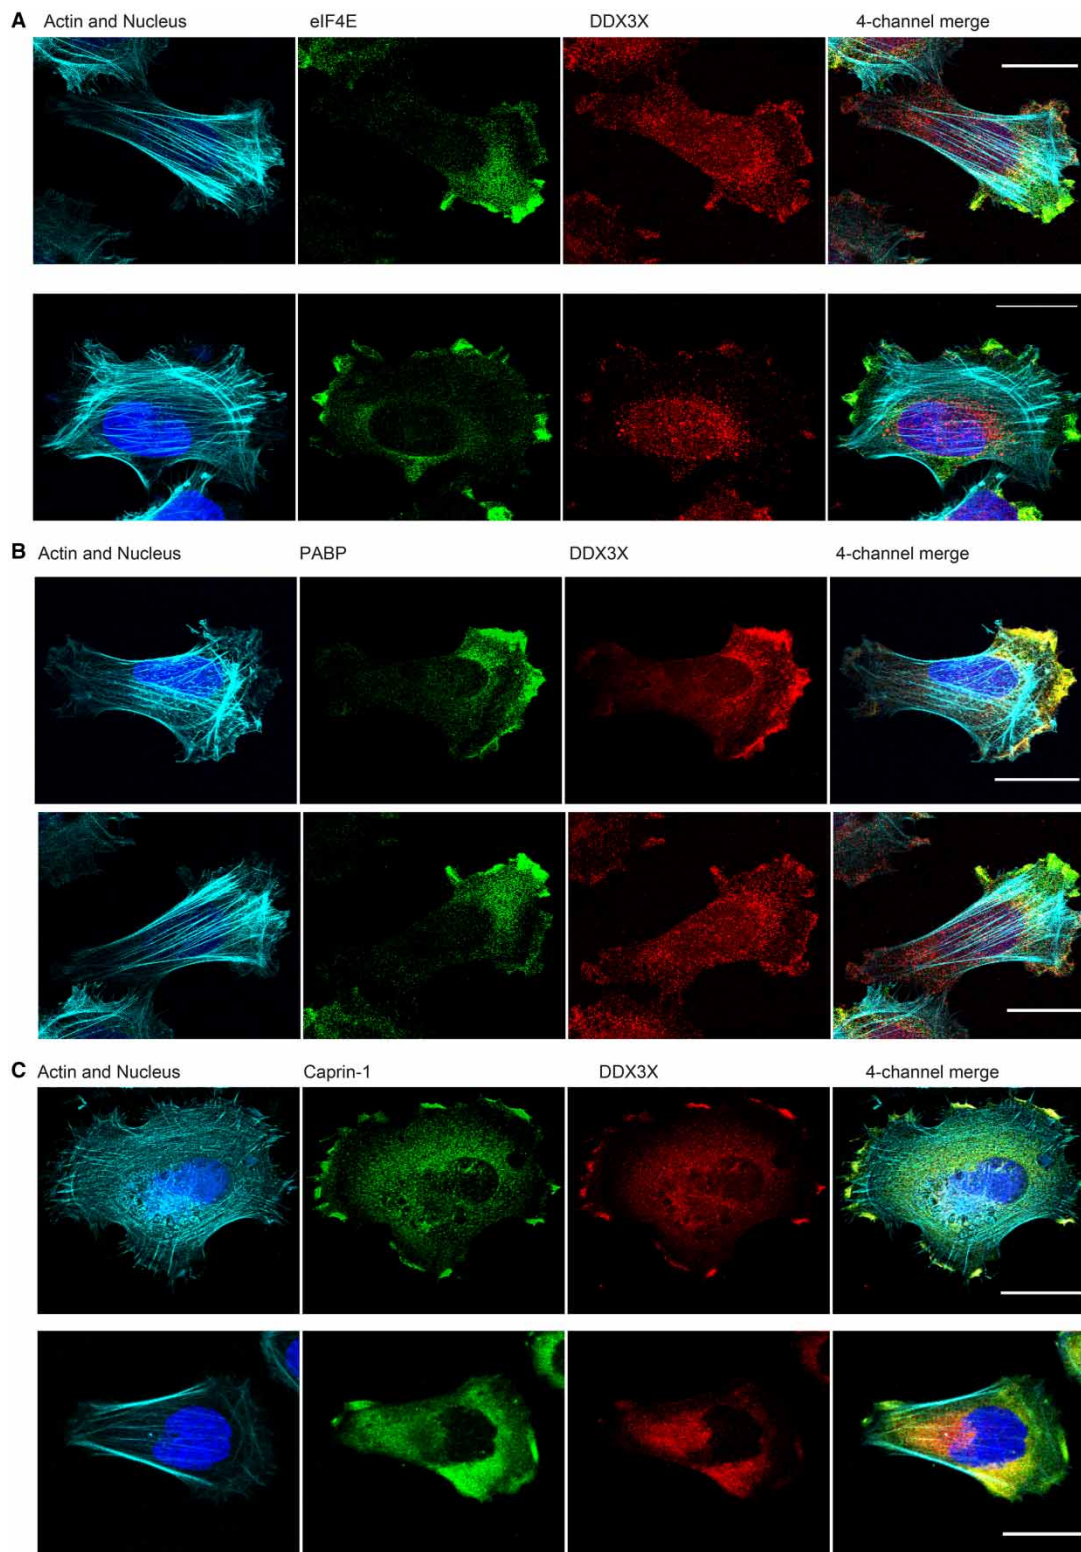 A Actin and Nucleus eIF4E DDX3X 4-channel merge
B Actin and Nucleus PABP DDX3X 4-channel merge
C Actin and Nucleus Caprin-1 DDX3X 4-channel merge